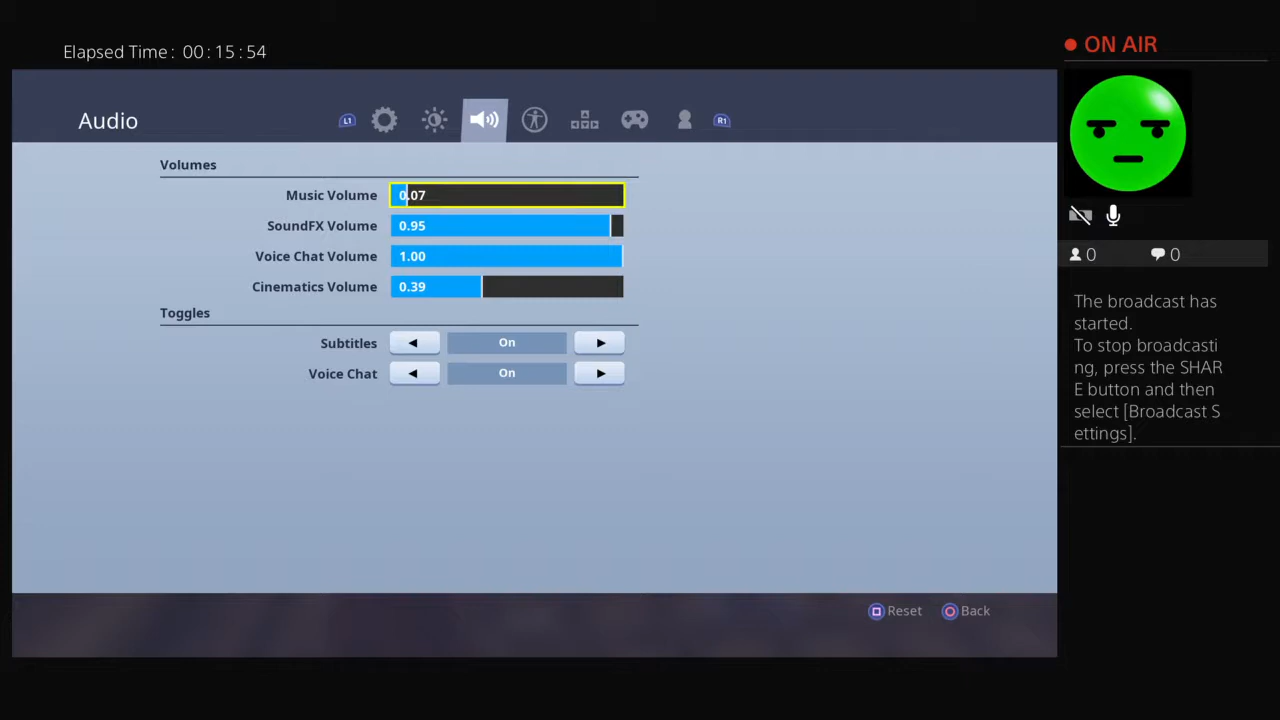 Elapsed Time: 00:15:54
ON AIR
Audio
L1
R1
Volumes
Music Volume 0.07
SoundFX Volume 0.95
Voice Chat Volume 1.00
Cinematics Volume 0.39
Toggles
Subtitles On
Voice Chat On
Reset Back
0 0
The broadcast has
started.
To stop broadcasti
ng, press the SHAR
E button and then
select [Broadcast S
ettings].